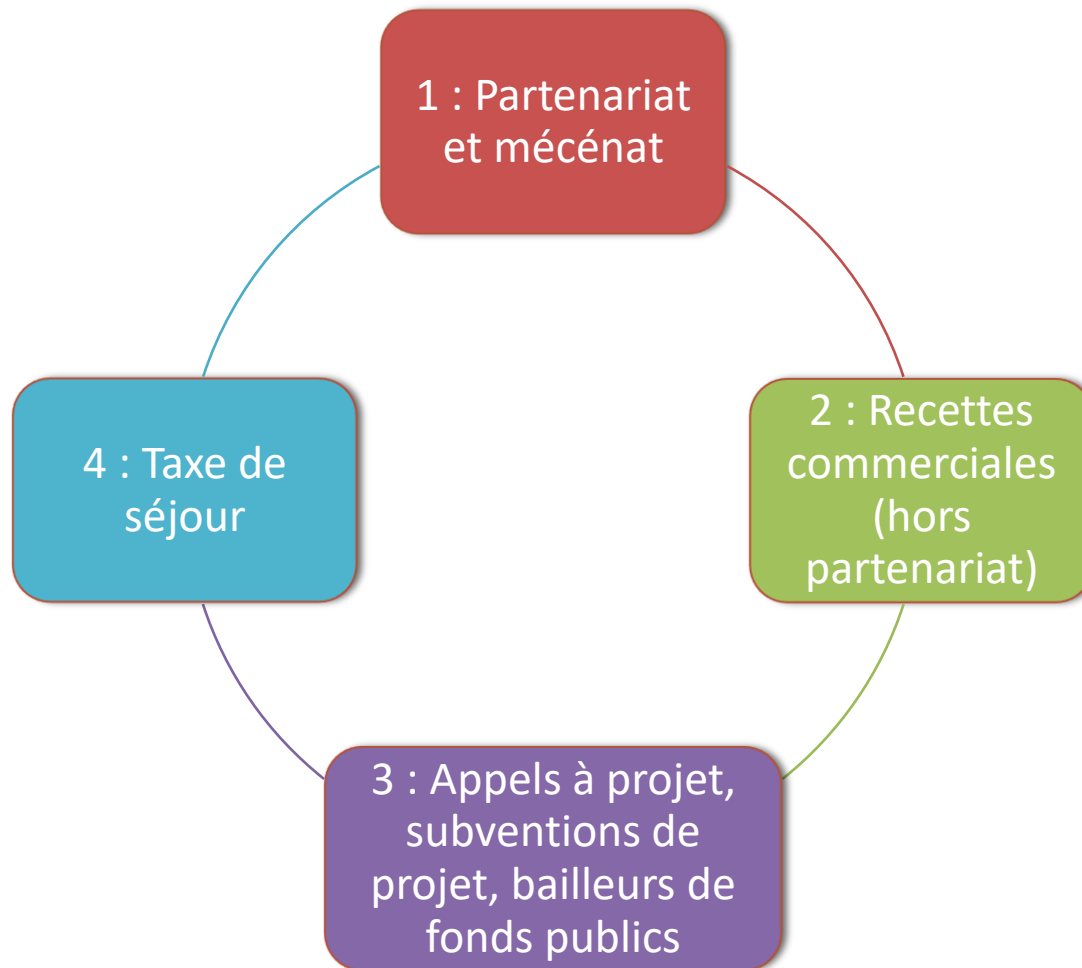 1 : Partenariat
et mécénat
2 : Recettes
commerciales
(hors
partenariat)
3 : Appels à projet,
subventions de
projet, bailleurs de
fonds publics
4 : Taxe de
séjour